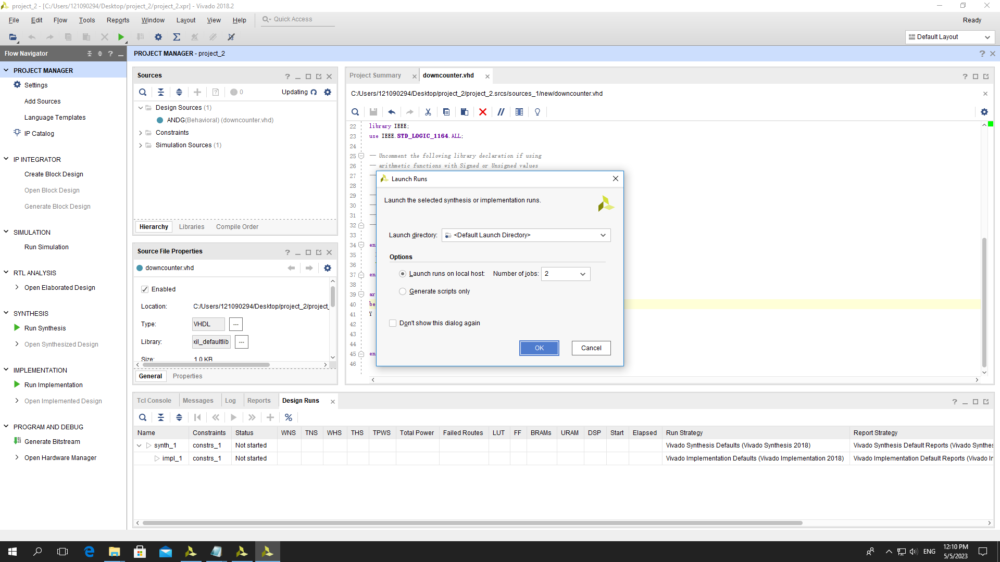 project_2 - [C:/Users/121090294/Desktop/project_2/project_2.xpr] - Vivado 2018.2
File Edit Flow Tools Reports Window Layout View Help Quick Access Ready
Default Layout
Flow Navigator
PROJECT MANAGER - project_2
PROJECT MANAGER
Settings
Add Sources
Language Templates
IP Catalog
IP INTEGRATOR
Create Block Design
Open Block Design
Generate Block Design
SIMULATION
Run Simulation
RTL ANALYSIS
Open Elaborated Design
SYNTHESIS
Run Synthesis
Open Synthesized Design
IMPLEMENTATION
Run Implementation
Open Implemented Design
PROGRAM AND DEBUG
Generate Bitstream
Open Hardware Manager
Sources
0 Updating
Design Sources (1)
ANDG(Behavioral) (downcounter.vhd)
Constraints
Simulation Sources (1)
Hierarchy Libraries Compile Order
Source File Properties
downcounter.vhd
Enabled
Location: C:/Users/121090294/Desktop/project_2/project_
Type: VHDL ...
Library: xil_defaultlib ...
Size: 1.0 KB
General Properties
Project Summary downcounter.vhd
C:/Users/121090294/Desktop/project_2/project_2.srcs/sources_1/new/downcounter.vhd
22 library IEEE;
23 use IEEE.STD_LOGIC_1164.ALL;
24
25 -- Uncomment the following library declaration if using
26 -- arithmetic functions with Signed or Unsigned values
27 --
28
29 --
30 --
31 --
32 --
33
34 en
35
36
37 en
38
39 ar
40 be
41 Y
42
43
44
45 en
46
Launch Runs
Launch the selected synthesis or implementation runs.
Launch directory: <Default Launch Directory>
Options
Launch runs on local host: Number of jobs: 2
Generate scripts only
Don't show this dialog again
OK Cancel
Tcl Console Messages Log Reports Design Runs
Name Constraints Status WNS TNS WHS THS TPWS Total Power Failed Routes LUT FF BRAMs URAM DSP Start Elapsed Run Strategy Report Strategy
synth_1 constrs_1 Not started Vivado Synthesis Defaults (Vivado Synthesis 2018) Vivado Synthesis Default Reports (Vivado Synthes
impl_1 constrs_1 Not started Vivado Implementation Defaults (Vivado Implementation 2018) Vivado Implementation Default Reports (Vivado Ir
ENG
12:10 PM
5/5/2023